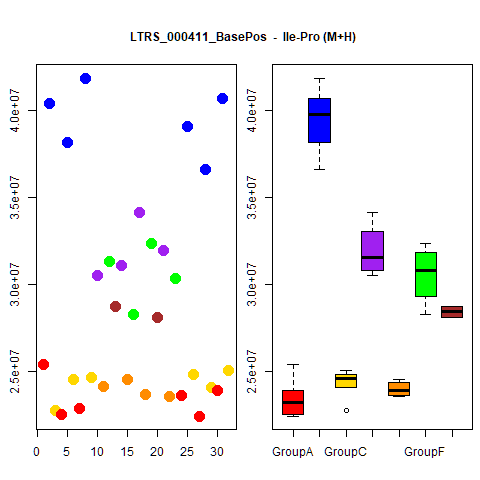 LTRS_000411_BasePos - Ile-Pro (M+H)
4.0e+07
3.5e+07
3.0e+07
2.5e+07
0 5 10 15 20 25 30
4.0e+07
3.5e+07
3.0e+07
2.5e+07
GroupA GroupC GroupF